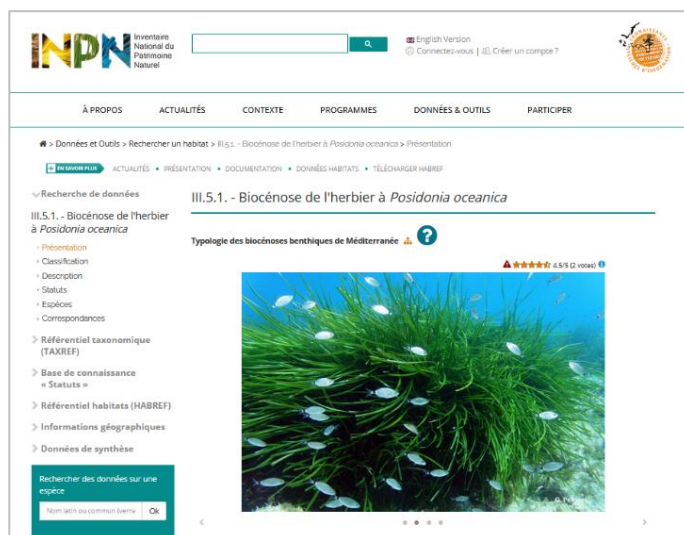 INPN
Inventaire
National du
Patrimoine
Naturel
English Version
Connectez-vous | Créer un compte ?
À PROPOS ACTUALITÉS CONTEXTE PROGRAMMES DONNÉES & OUTILS PARTICIPER
> Données et Outils > Rechercher un habitat > III.5.1. - Biocénose de l'herbier à Posidonia oceanica > Présentation
EN SAVOIR PLUS ACTUALITÉS • PRÉSENTATION • DOCUMENTATION • DONNÉES HABITATS • TÉLÉCHARGER HABREF
Recherche de données
III.5.1. - Biocénose de l'herbier
à Posidonia oceanica
› Présentation
› Classification
› Description
› Statuts
› Espèces
› Correspondances
Référentiel taxonomique
(TAXREF)
Base de connaissance
« Statuts »
Référentiel habitats (HABREF)
Informations géographiques
Données de synthèse
Rechercher des données sur une
espèce
Nom latin ou commun (verna Ok
III.5.1. - Biocénose de l'herbier à Posidonia oceanica
Typologie des biocénoses benthiques de Méditerranée ?
4.5/5 (2 votes)